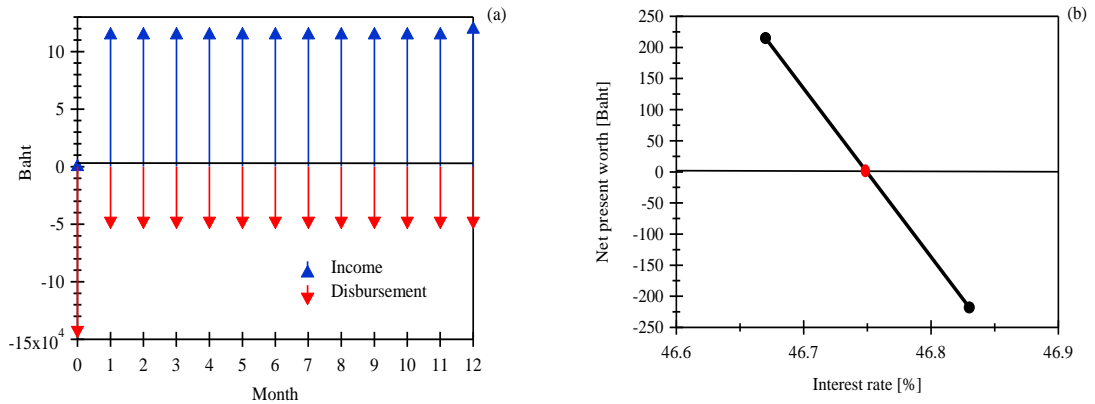 (a)
10
5
0
-5
-10
-15x10⁴
Baht
Income
Disbursement
0 1 2 3 4 5 6 7 8 9 10 11 12
Month
(b)
250
200
150
100
50
0
-50
-100
-150
-200
-250
Net present worth [Baht]
46.6 46.7 46.8 46.9
Interest rate [%]